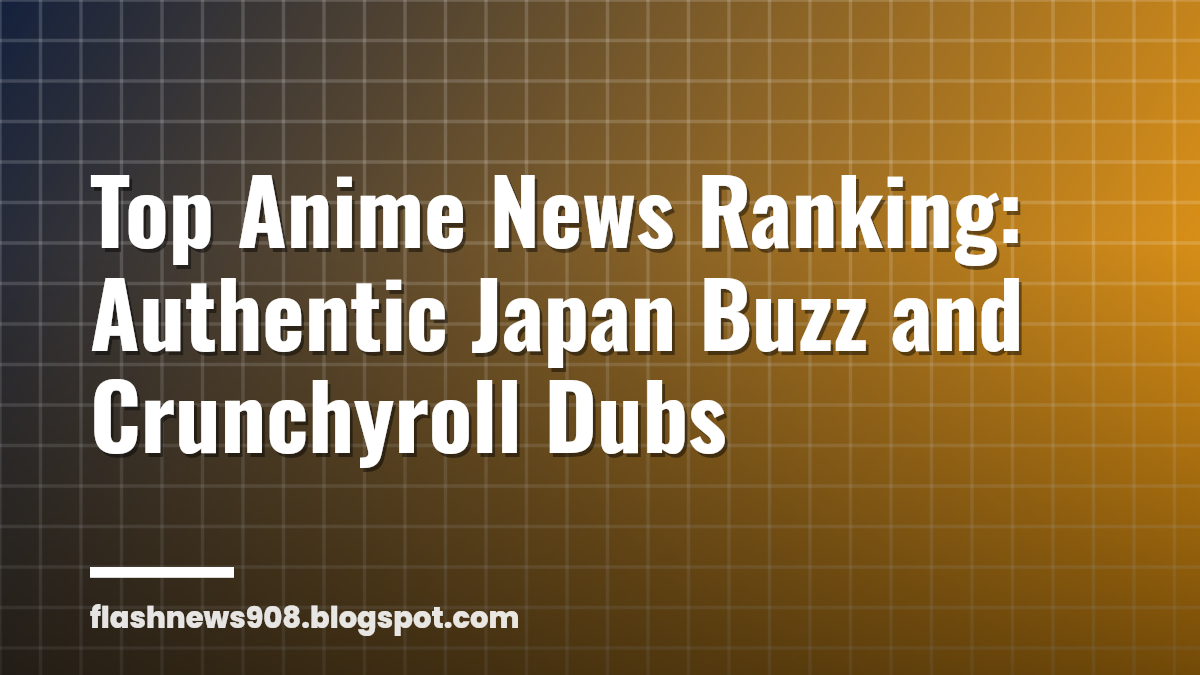 Top Anime News Ranking:
Authentic Japan Buzz and
Crunchyroll Dubs
flashnews908.blogspot.com